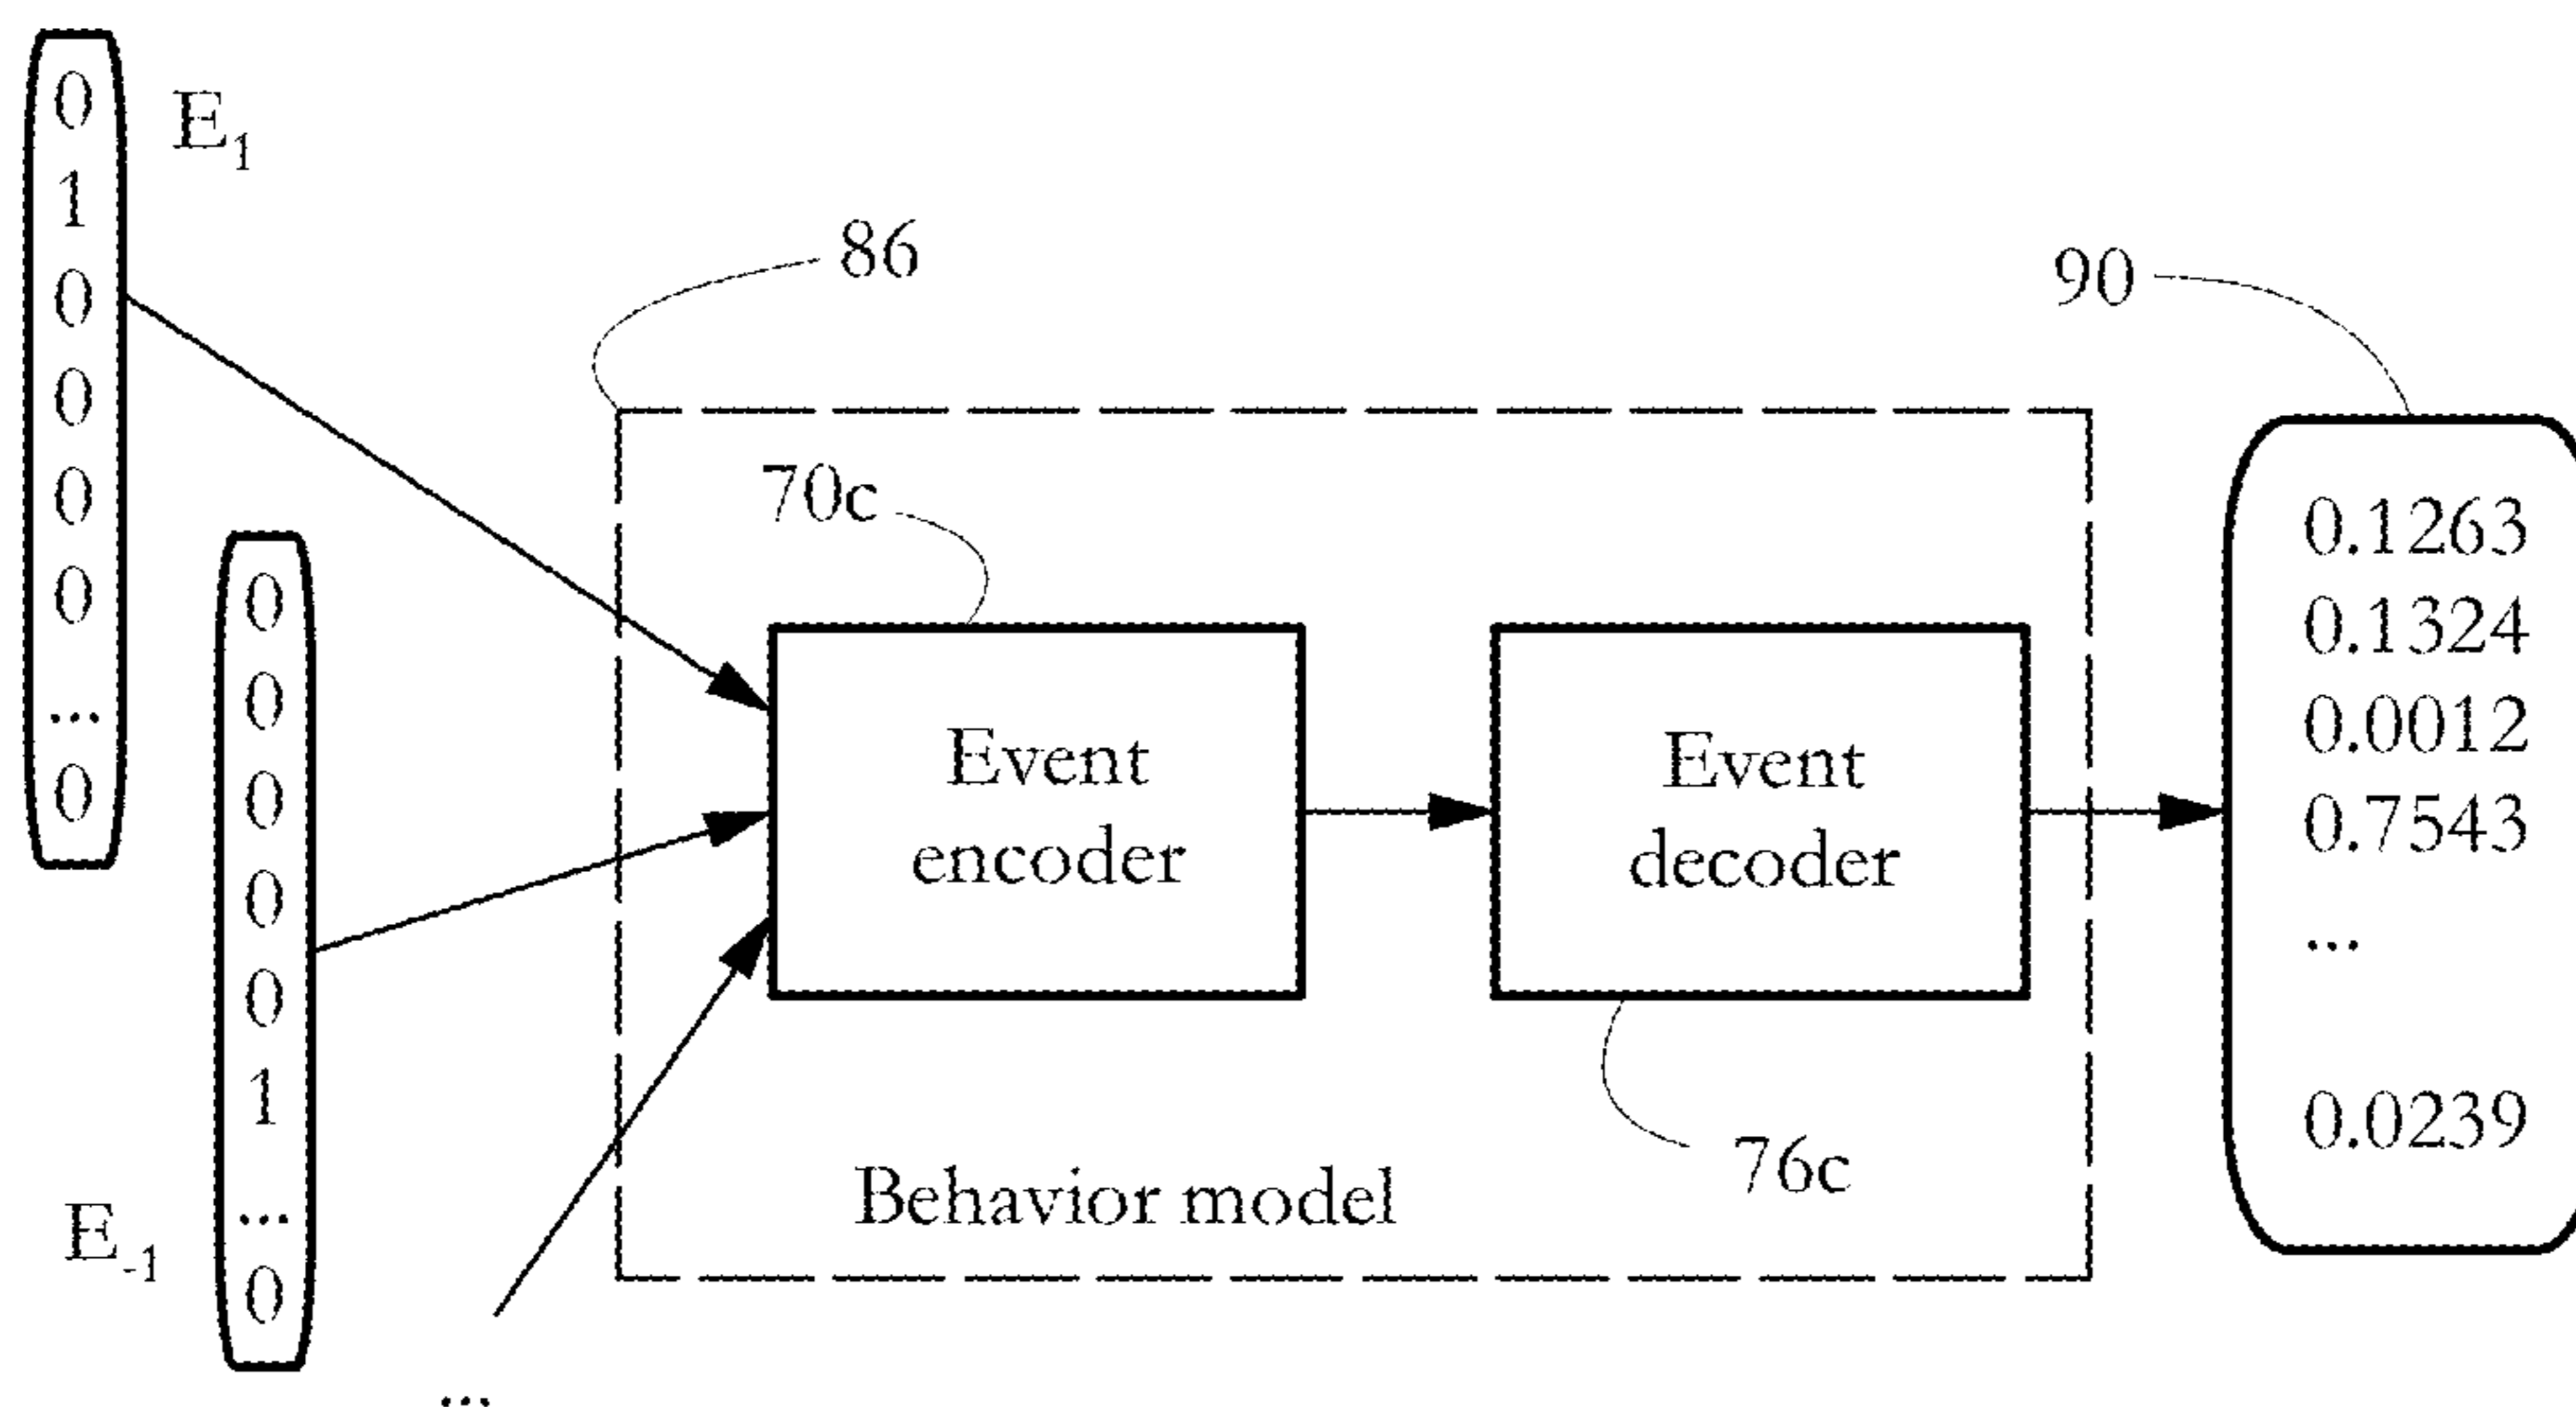 0
1
0
0
0
0
...
0
E1
0
0
0
0
0
1
...
0
E-1
...
86
70c
Event
encoder
Event
decoder
76c
Behavior model
90
0.1263
0.1324
0.0012
0.7543
...
0.0239